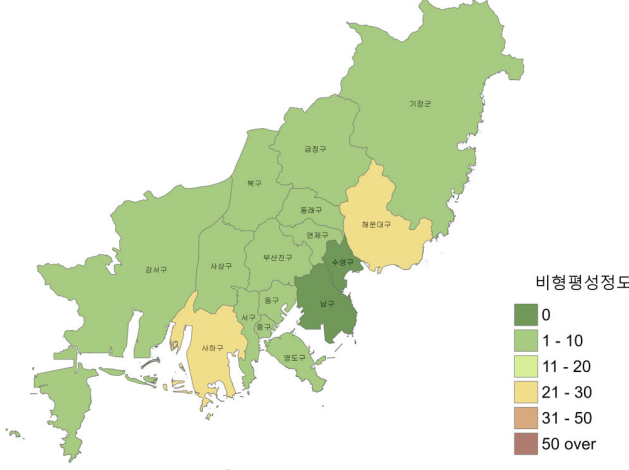 기장군
금정구
북구
동래구
해운대구
연제구
수영구
부산진구
사상구
강서구
남구
동구
서구
중구
사하구
영도구
비형평성정도
0
1 - 10
11 - 20
21 - 30
31 - 50
50 over